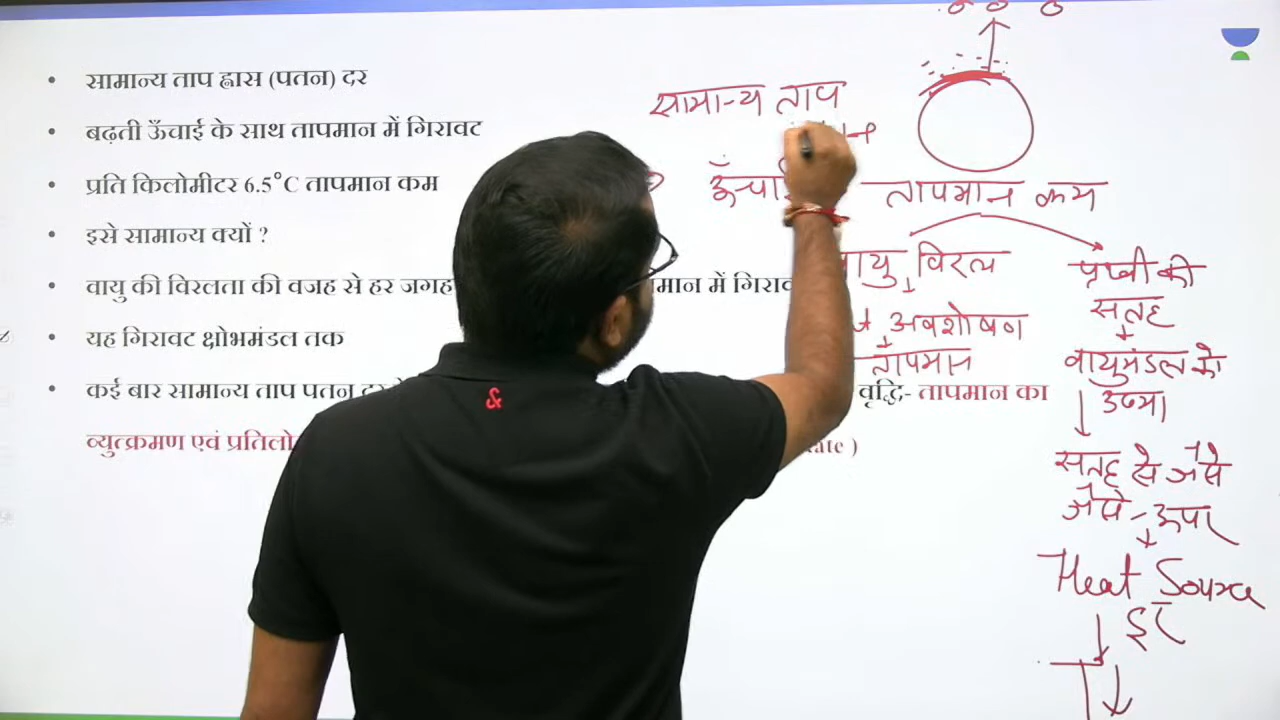 सामान्य ताप ह्रास (पतन) दर
बढ़ती ऊँचाई के साथ तापमान में गिरावट
प्रति किलोमीटर 6.5°C तापमान कम
इसे सामान्य क्यों ?
वायु की विरलता की वजह से हर जगह
में गिराव
यह गिरावट क्षोभमंडल तक
कई बार सामान्य ताप पतन दर
वृद्धि- तापमान का
व्युत्क्रमण एवं
सामान्य ताप
तापमान कम
विरल
अवशोषण
तापमान
पृथ्वी की
सतह
वायुमंडल को
ऊष्मा
सतह से जैसे
जैसे - ऊपर
Heat Source
दूर
&